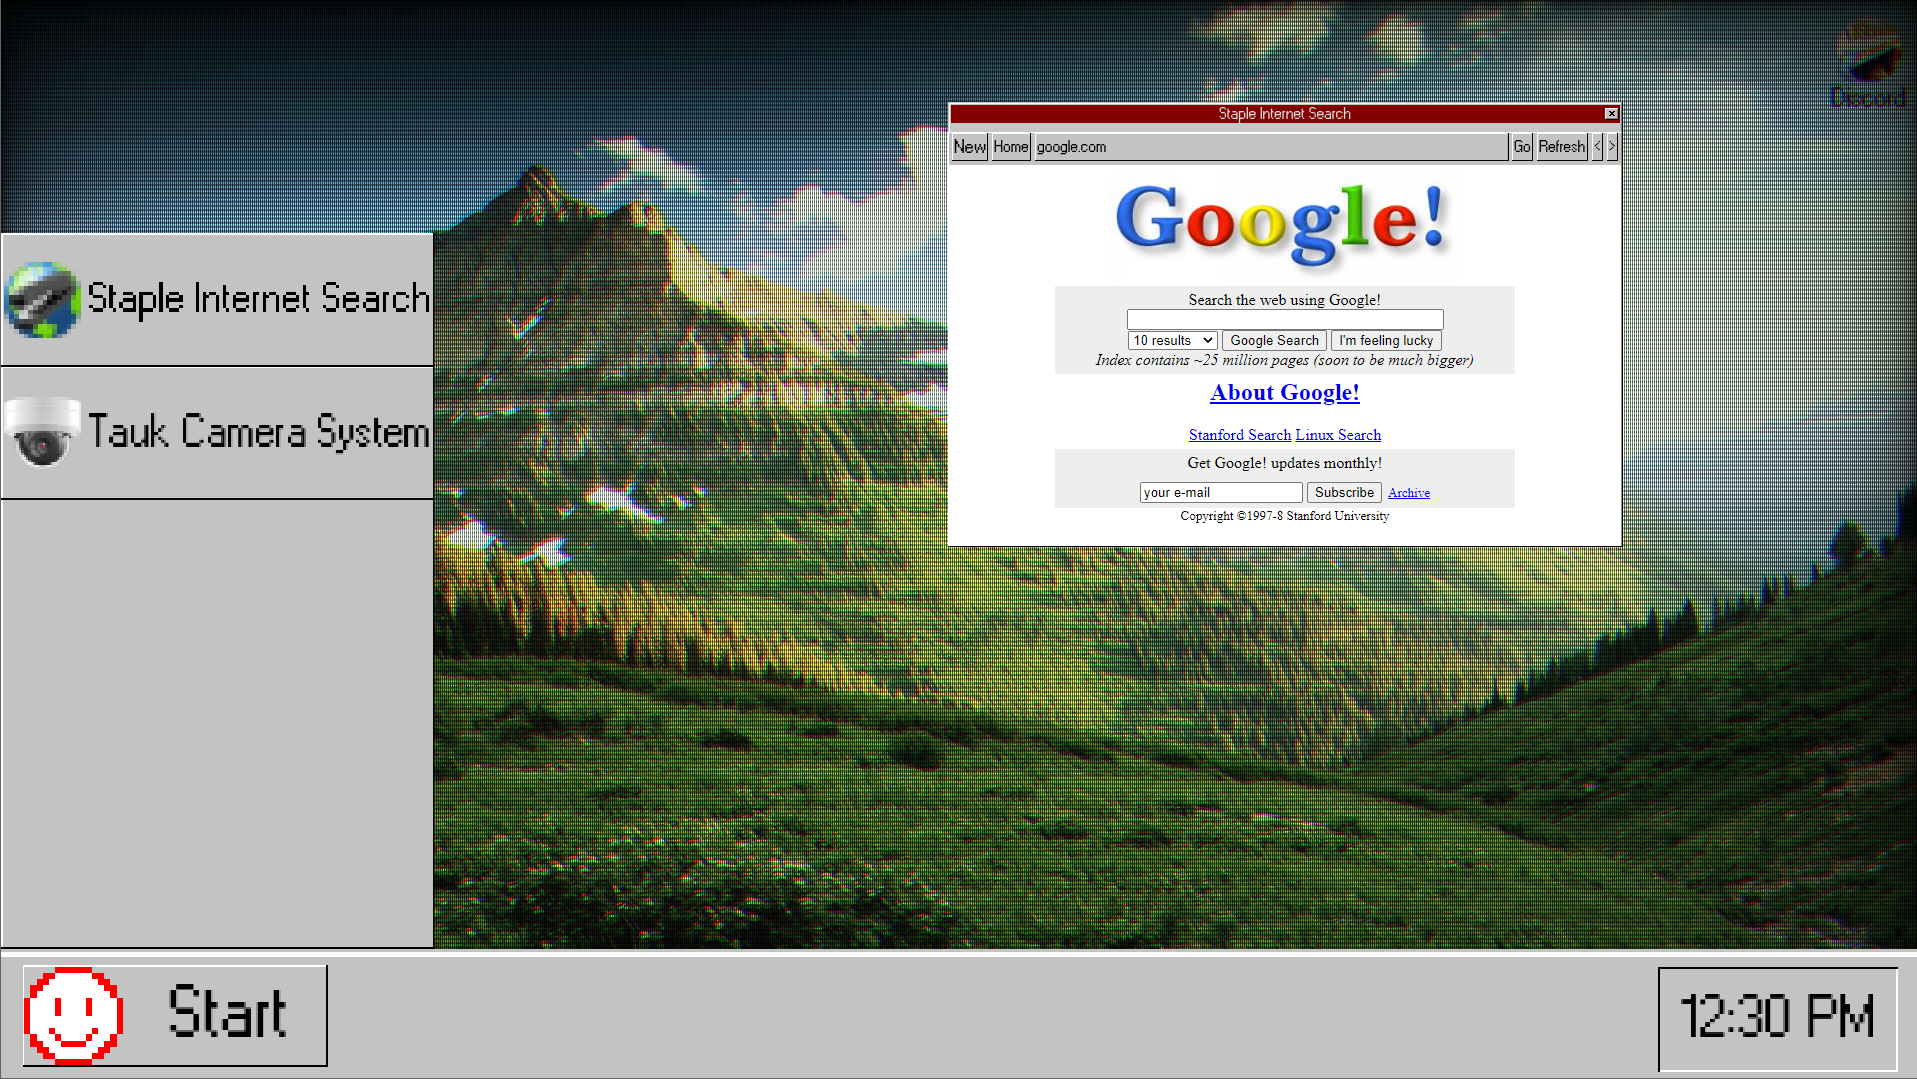 Discord
Staple Internet Search
New Home google.com Go Refresh < >
Google!
Search the web using Google!
10 results Google Search I'm feeling lucky
Index contains ~25 million pages (soon to be much bigger)
About Google!
Stanford Search Linux Search
Get Google! updates monthly!
your e-mail Subscribe Archive
Copyright ©1997-8 Stanford University
Staple Internet Search
Tauk Camera System
Start
12:30 PM